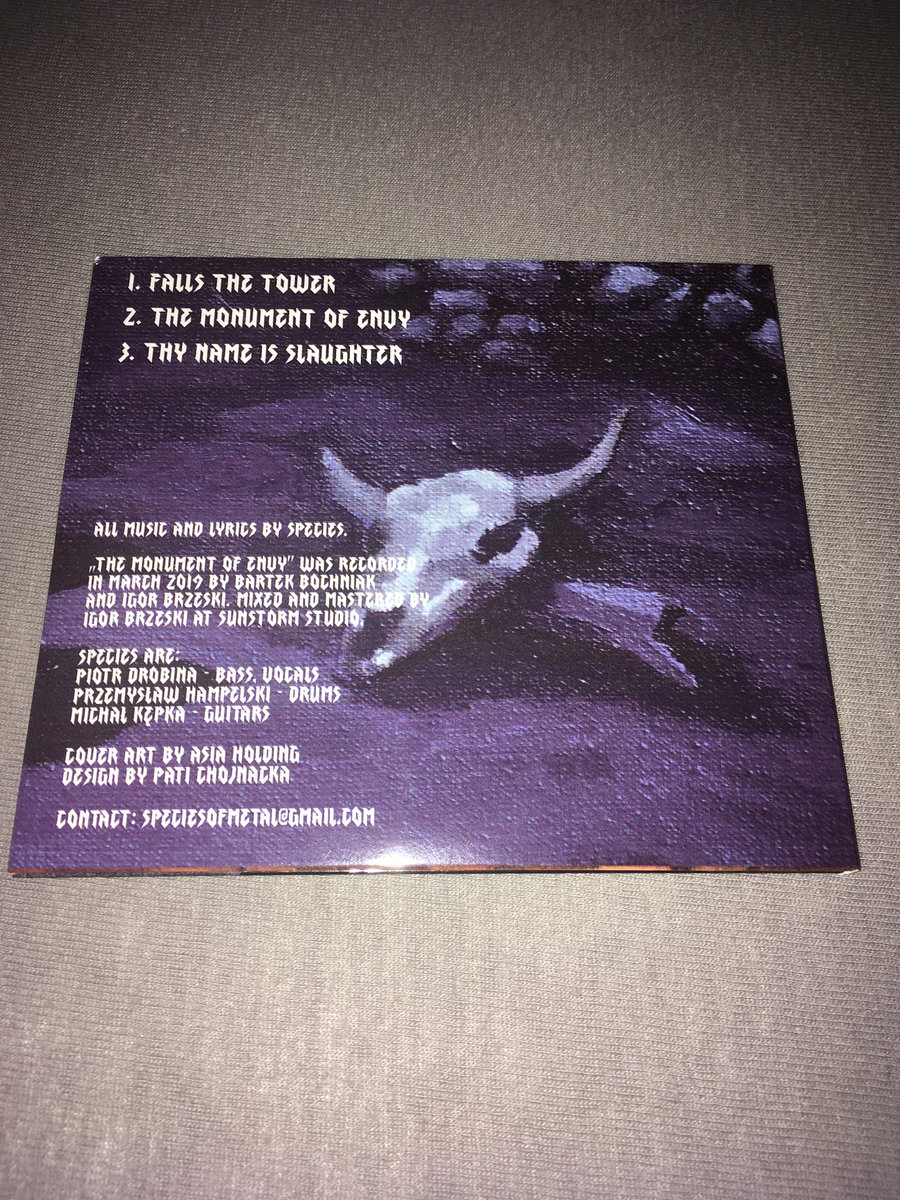 1. FALLS THE TOWER
2. THE MONUMENT OF ENVY
3. THY NAME IS SLAUGHTER
ALL MUSIC AND LYRICS BY SPECIES.
„THE MONUMENT OF ENVY” WAS RECORDED
IN MARCH 2019 BY BARTEK BOCHNIAK
AND IGOR BRZESKI. MIXED AND MASTERED BY
IGOR BRZESKI AT SUNSTORM STUDIO.
SPECIES ARE:
PIOTR DROBINA - BASS, VOCALS
PRZEMYSŁAW HAMPELSKI - DRUMS
MICHAŁ KĘPKA - GUITARS
COVER ART BY ASIA HOLDING
DESIGN BY PATI CHOJNACKA
CONTACT: SPECIESOFMETAL@GMAIL.COM